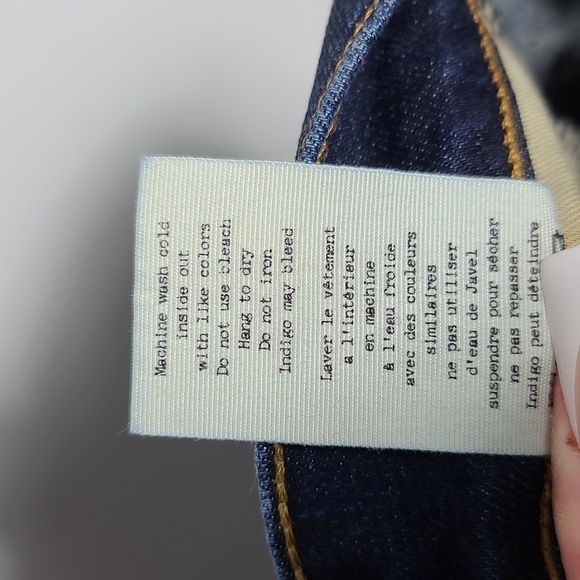 Machine wash cold
inside out
with like colors
Do not use bleach
Hang to dry
Do not iron
Indigo may bleed
Laver le vêtement
a l'intérieur
en machine
à l'eau froide
avec des couleurs
similaires
ne pas utiliser
d'eau de Javel
suspendre pour sécher
ne pas repasser
Indigo peut déteindre